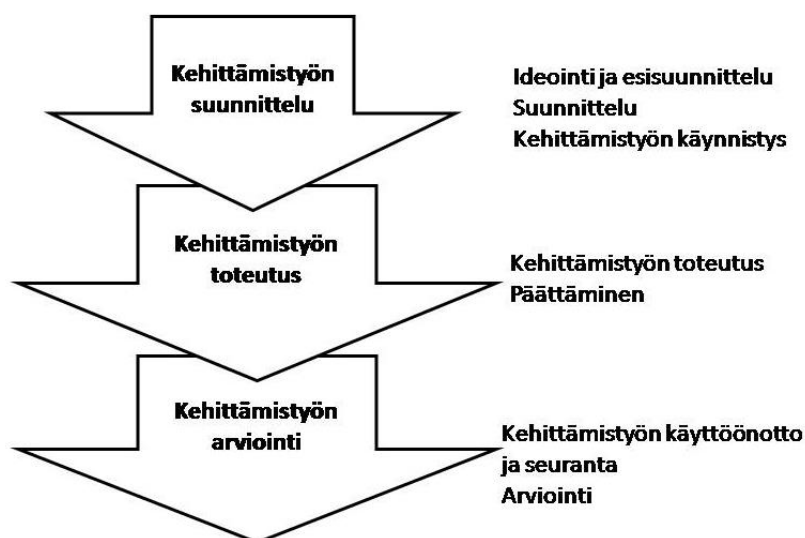 Kehittämistyön
suunnittelu
Ideointi ja esisuunnittelu
Suunnittelu
Kehittämistyön käynnistys
Kehittämistyön
toteutus
Kehittämistyön toteutus
Päättäminen
Kehittämistyön
arviointi
Kehittämistyön käyttöönotto
ja seuranta
Arviointi